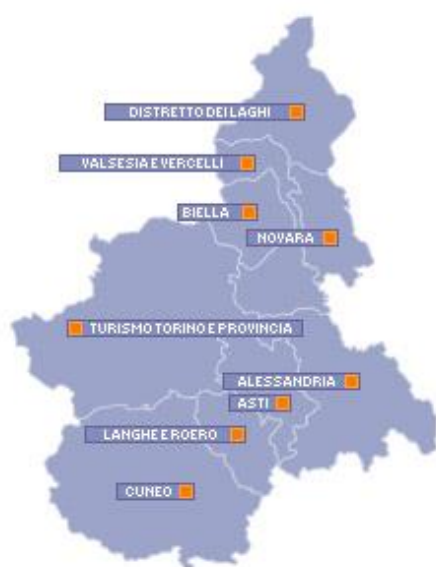 DISTRETTO DEI LAGHI
VALSESIA E VERCELLI
BIELLA
NOVARA
TURISMO TORINO E PROVINCIA
ALESSANDRIA
ASTI
LANGHE E ROERO
CUNEO